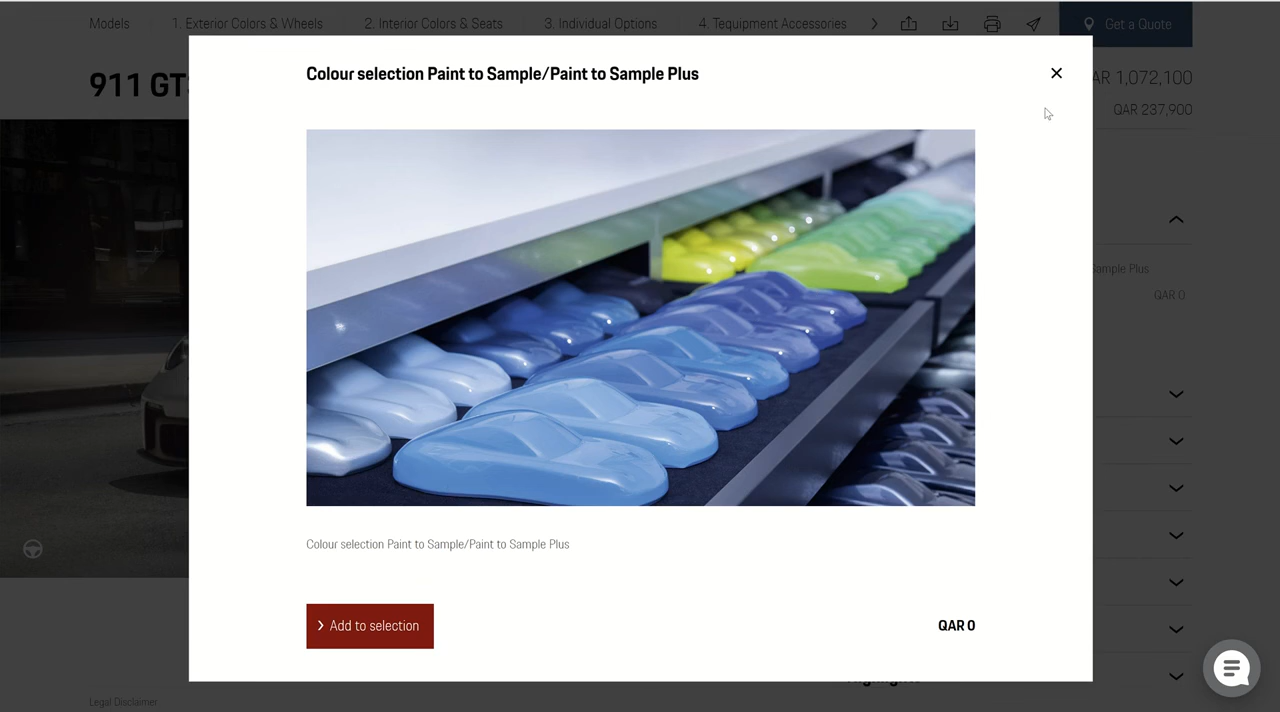 Models 1. Exterior Colors & Wheels 2. Interior Colors & Seats 3. Individual Options 4. Tequipment Accessories Get a Quote
Colour selection Paint to Sample/Paint to Sample Plus
911 GT
AR 1,072,100
QAR 237,900
Sample Plus
QAR 0
Colour selection Paint to Sample/Paint to Sample Plus
Add to selection
QAR 0
Legal Disclaimer